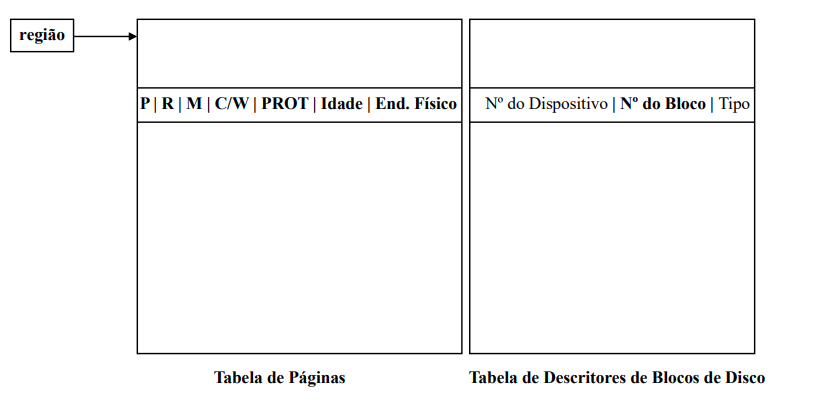 região
P | R | M | C/W | PROT | Idade | End. Físico
Nº do Dispositivo | Nº do Bloco | Tipo
Tabela de Páginas
Tabela de Descritores de Blocos de Disco